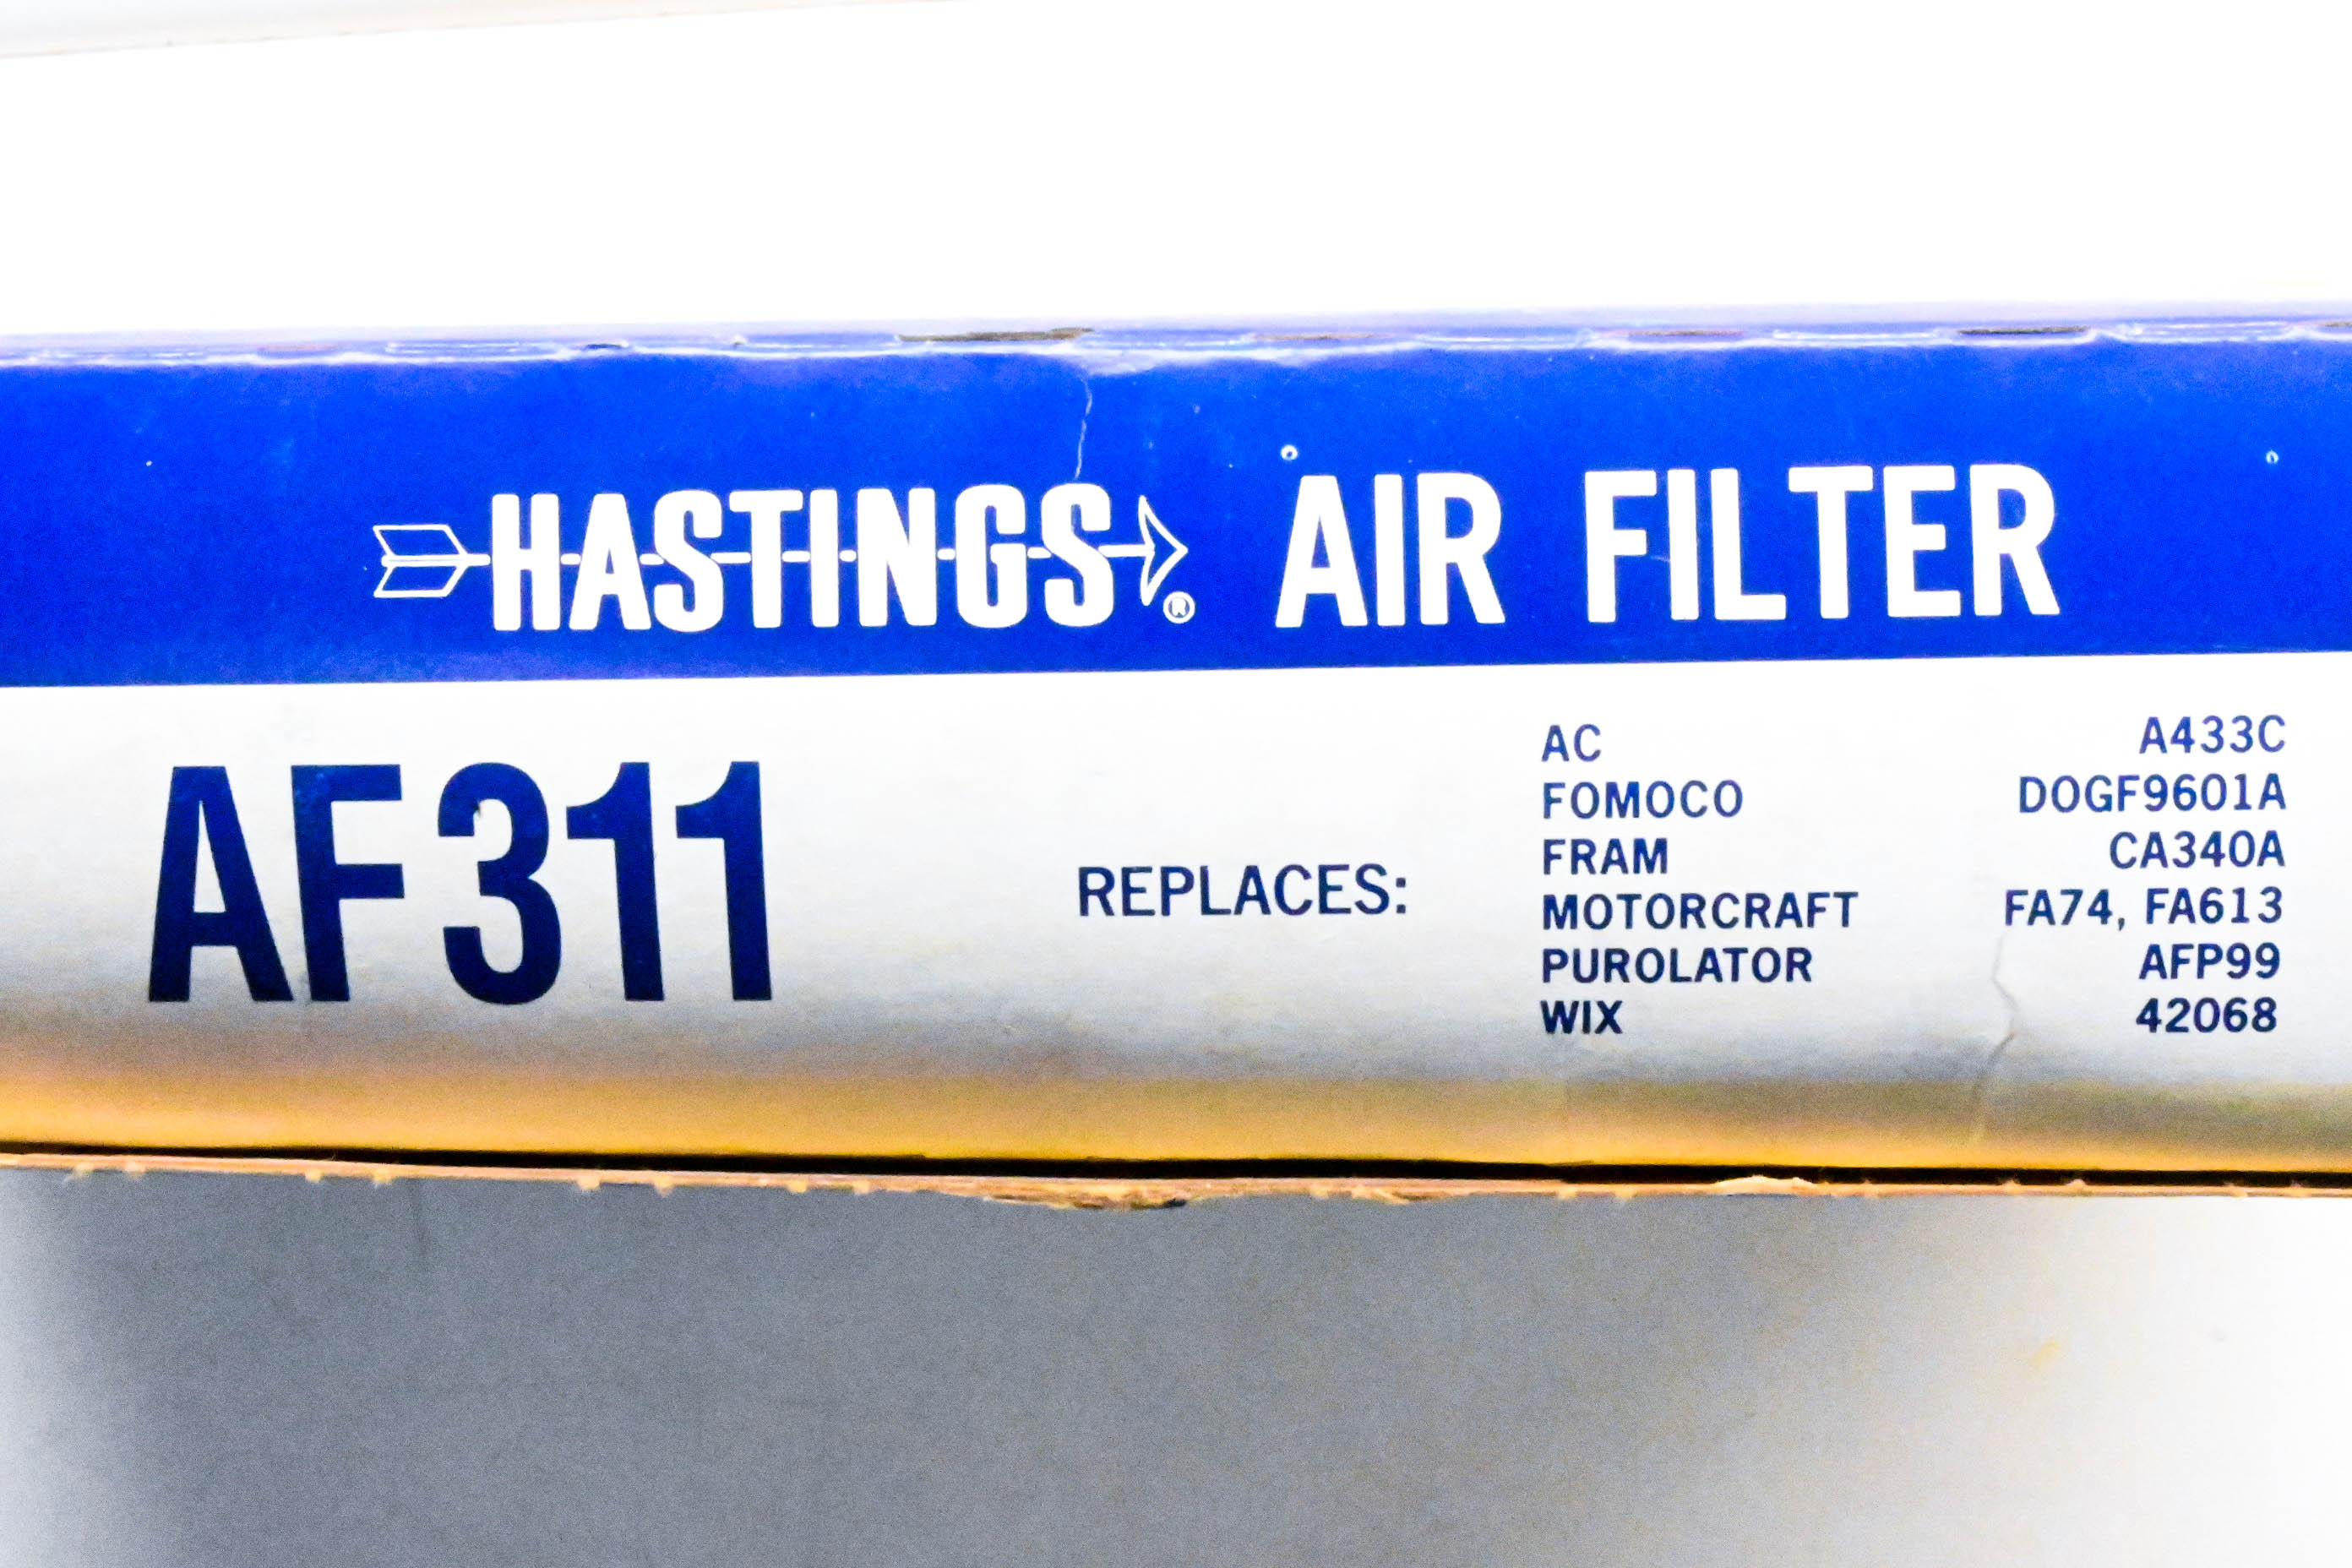 HASTINGS® AIR FILTER
AF311
REPLACES:
AC A433C
FOMOCO DOGF9601A
FRAM CA340A
MOTORCRAFT FA74, FA613
PUROLATOR AFP99
WIX 42068